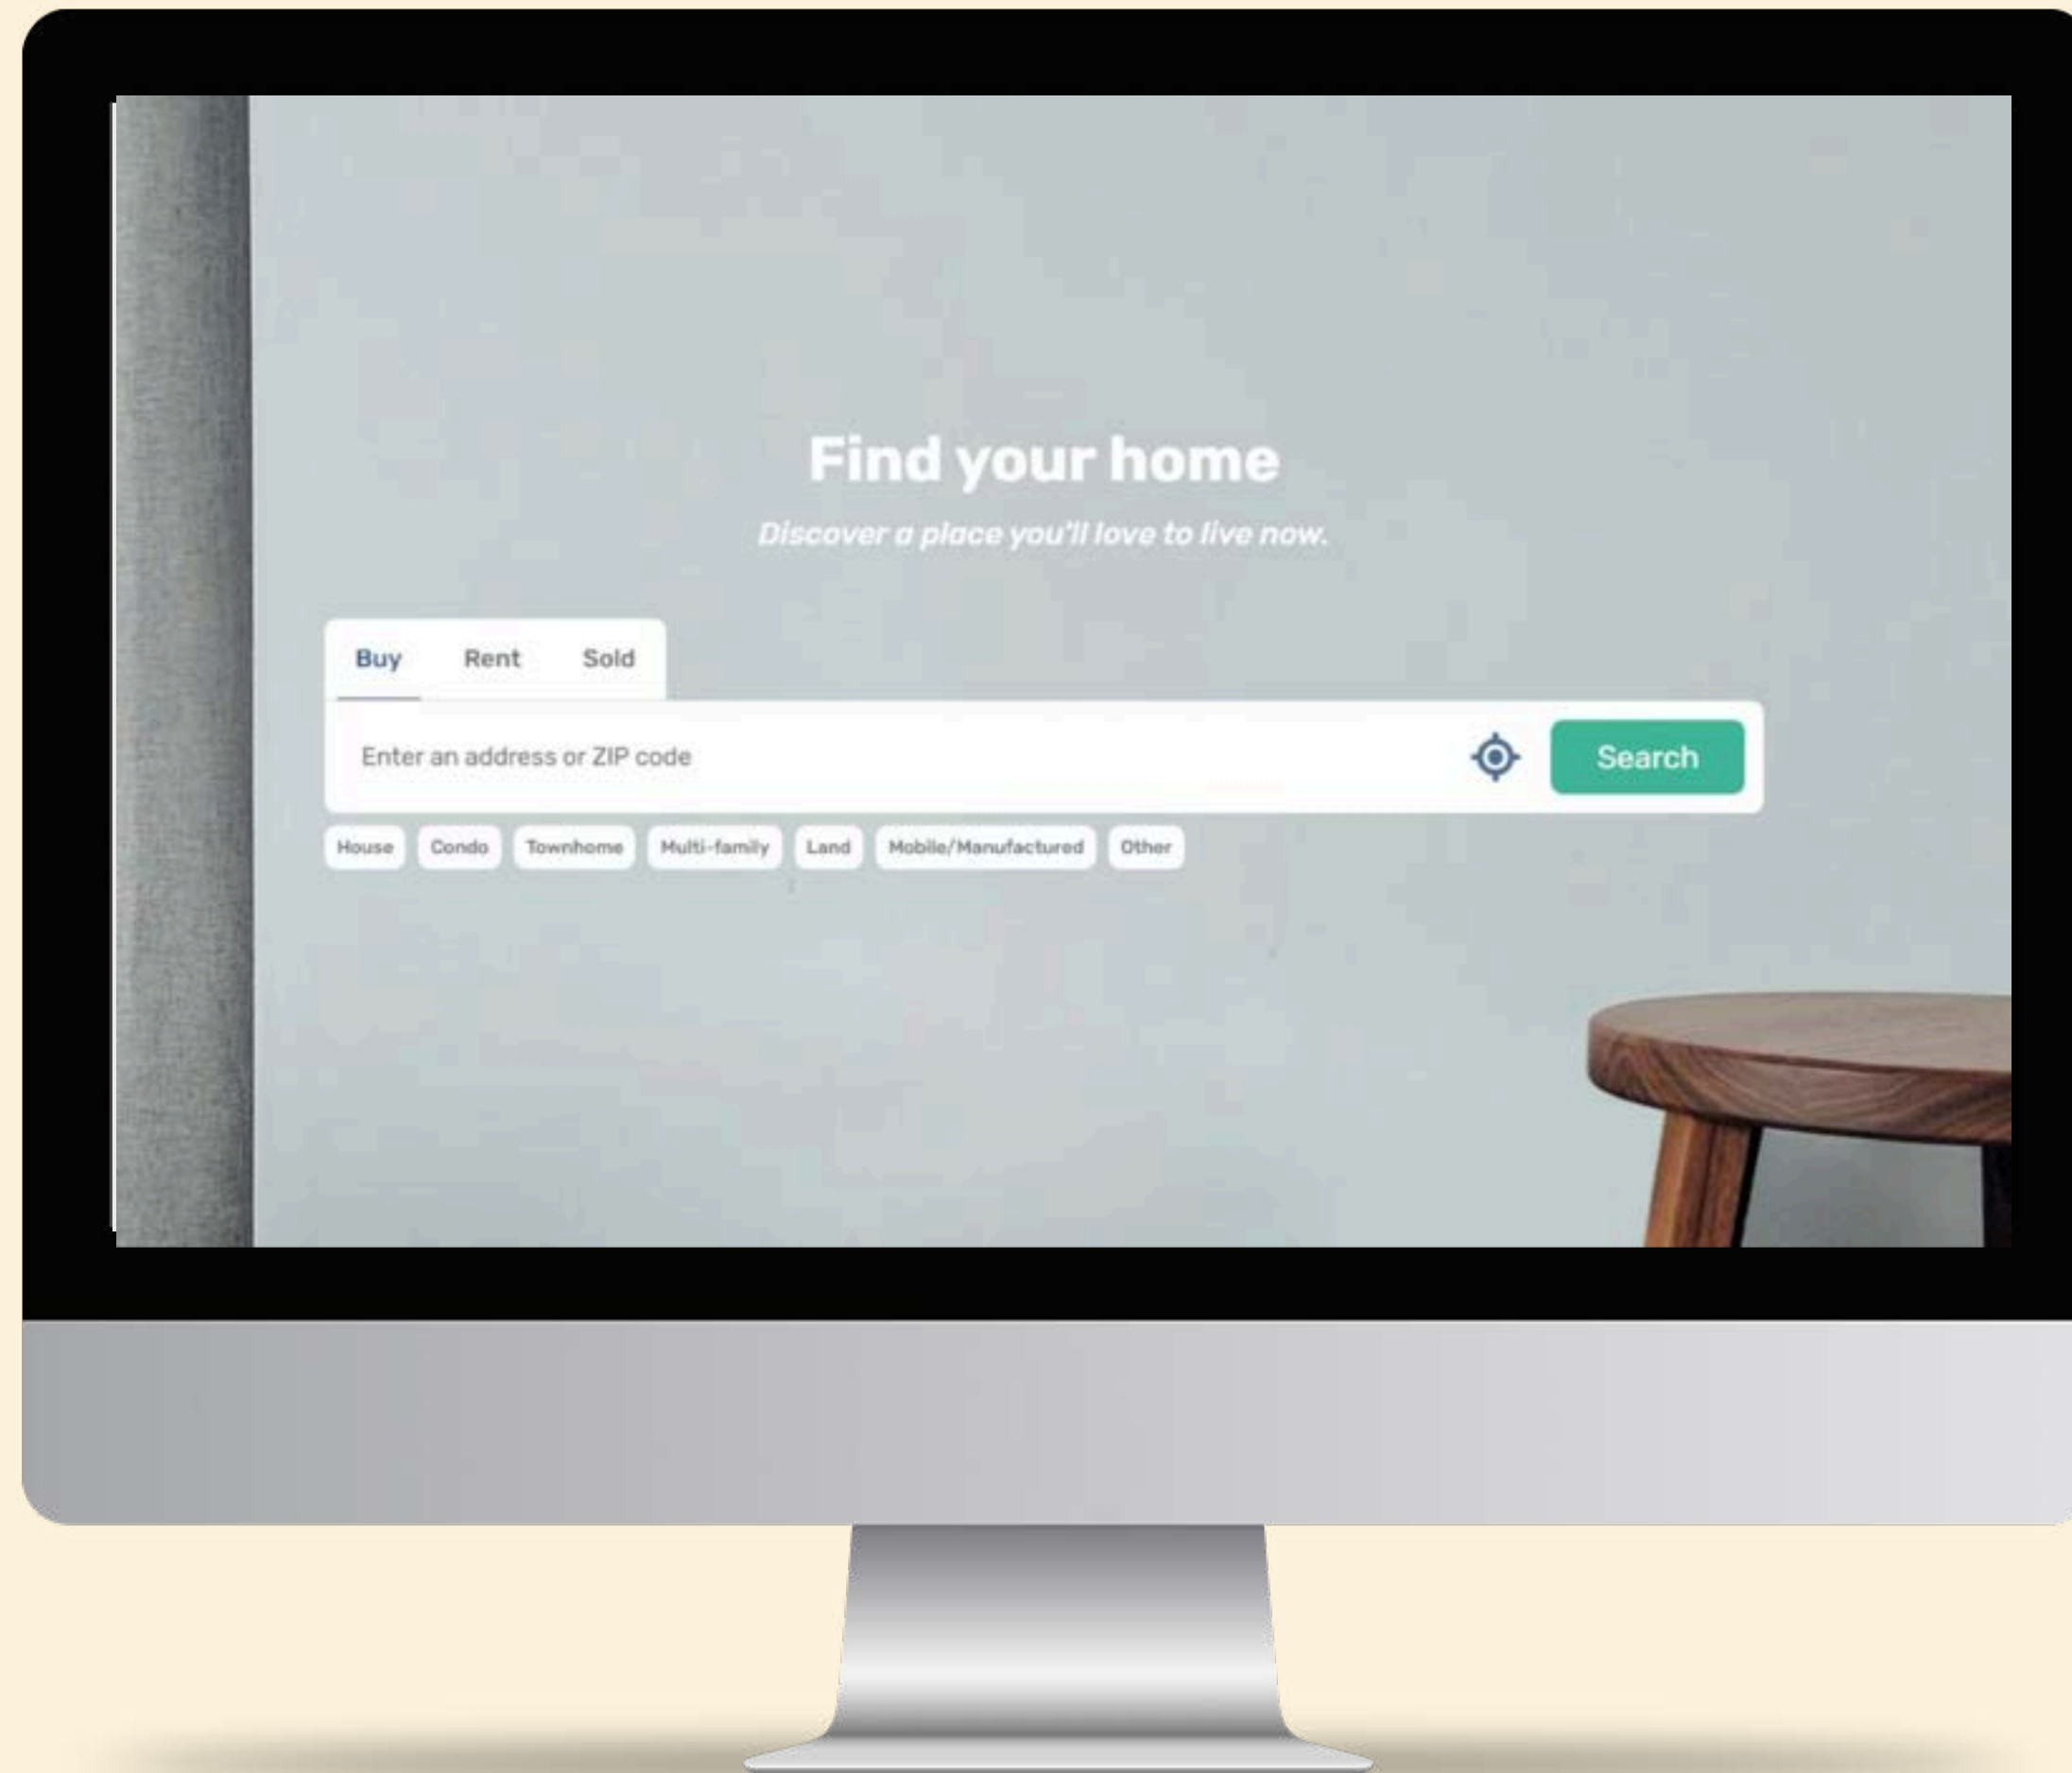 Find your home
Discover a place you'll love to live now.
Buy Rent Sold
Enter an address or ZIP code Search
House Condo Townhome Multi-family Land Mobile/Manufactured Other